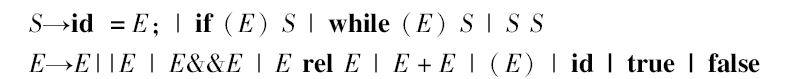 S→id =E; | if (E) S | while (E) S | S S
E→E||E | E&&E | E rel E | E+E | (E) | id | true | false